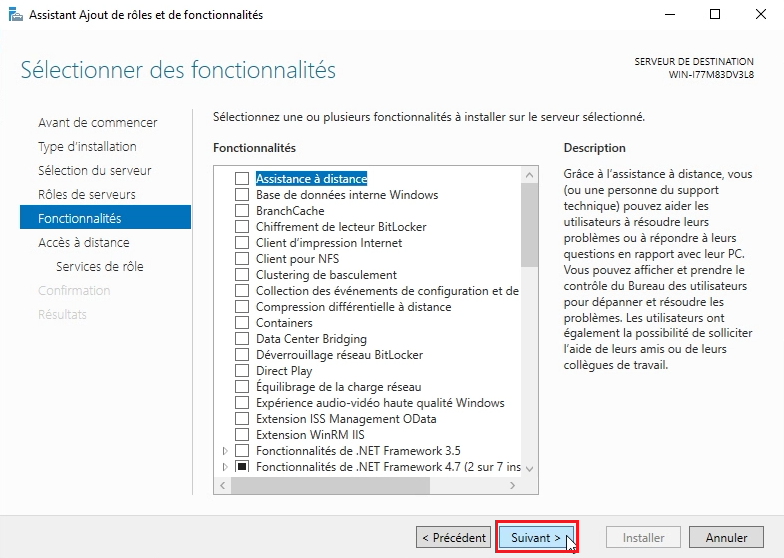 Assistant Ajout de rôles et de fonctionnalités
Sélectionner des fonctionnalités
SERVEUR DE DESTINATION
WIN-I77M83DV3L8
Avant de commencer
Type d'installation
Sélection du serveur
Rôles de serveurs
Fonctionnalités
Accès à distance
Services de rôle
Confirmation
Résultats
Sélectionnez une ou plusieurs fonctionnalités à installer sur le serveur sélectionné.
Fonctionnalités
Assistance à distance
Base de données interne Windows
BranchCache
Chiffrement de lecteur BitLocker
Client d'impression Internet
Client pour NFS
Clustering de basculement
Collection des événements de configuration et de
Compression différentielle à distance
Containers
Data Center Bridging
Déverrouillage réseau BitLocker
Direct Play
Équilibrage de la charge réseau
Expérience audio-vidéo haute qualité Windows
Extension ISS Management OData
Extension WinRM IIS
Fonctionnalités de .NET Framework 3.5
Fonctionnalités de .NET Framework 4.7 (2 sur 7 ins
Description
Grâce à l'assistance à distance, vous
(ou une personne du support
technique) pouvez aider les
utilisateurs à résoudre leurs
problèmes ou à répondre à leurs
questions en rapport avec leur PC.
Vous pouvez afficher et prendre le
contrôle du Bureau des utilisateurs
pour dépanner et résoudre les
problèmes. Les utilisateurs ont
également la possibilité de solliciter
l'aide de leurs amis ou de leurs
collègues de travail.
< Précédent
Suivant >
Installer
Annuler